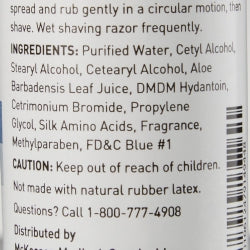 spread and rub gently in a circular motion, then
shave. Wet shaving razor frequently.
INGREDIENTS: Purified Water, Cetyl Alcohol,
Stearyl Alcohol, Cetearyl Alcohol, Aloe
Barbadensis Leaf Juice, DMDM Hydantoin,
Cetrimonium Bromide, Propylene
Glycol, Silk Amino Acids, Fragrance,
Methylparaben, FD&C Blue #1
CAUTION: Keep out of reach of children.
Not made with natural rubber latex.
Questions? Call 1-800-777-4908
Distributed by